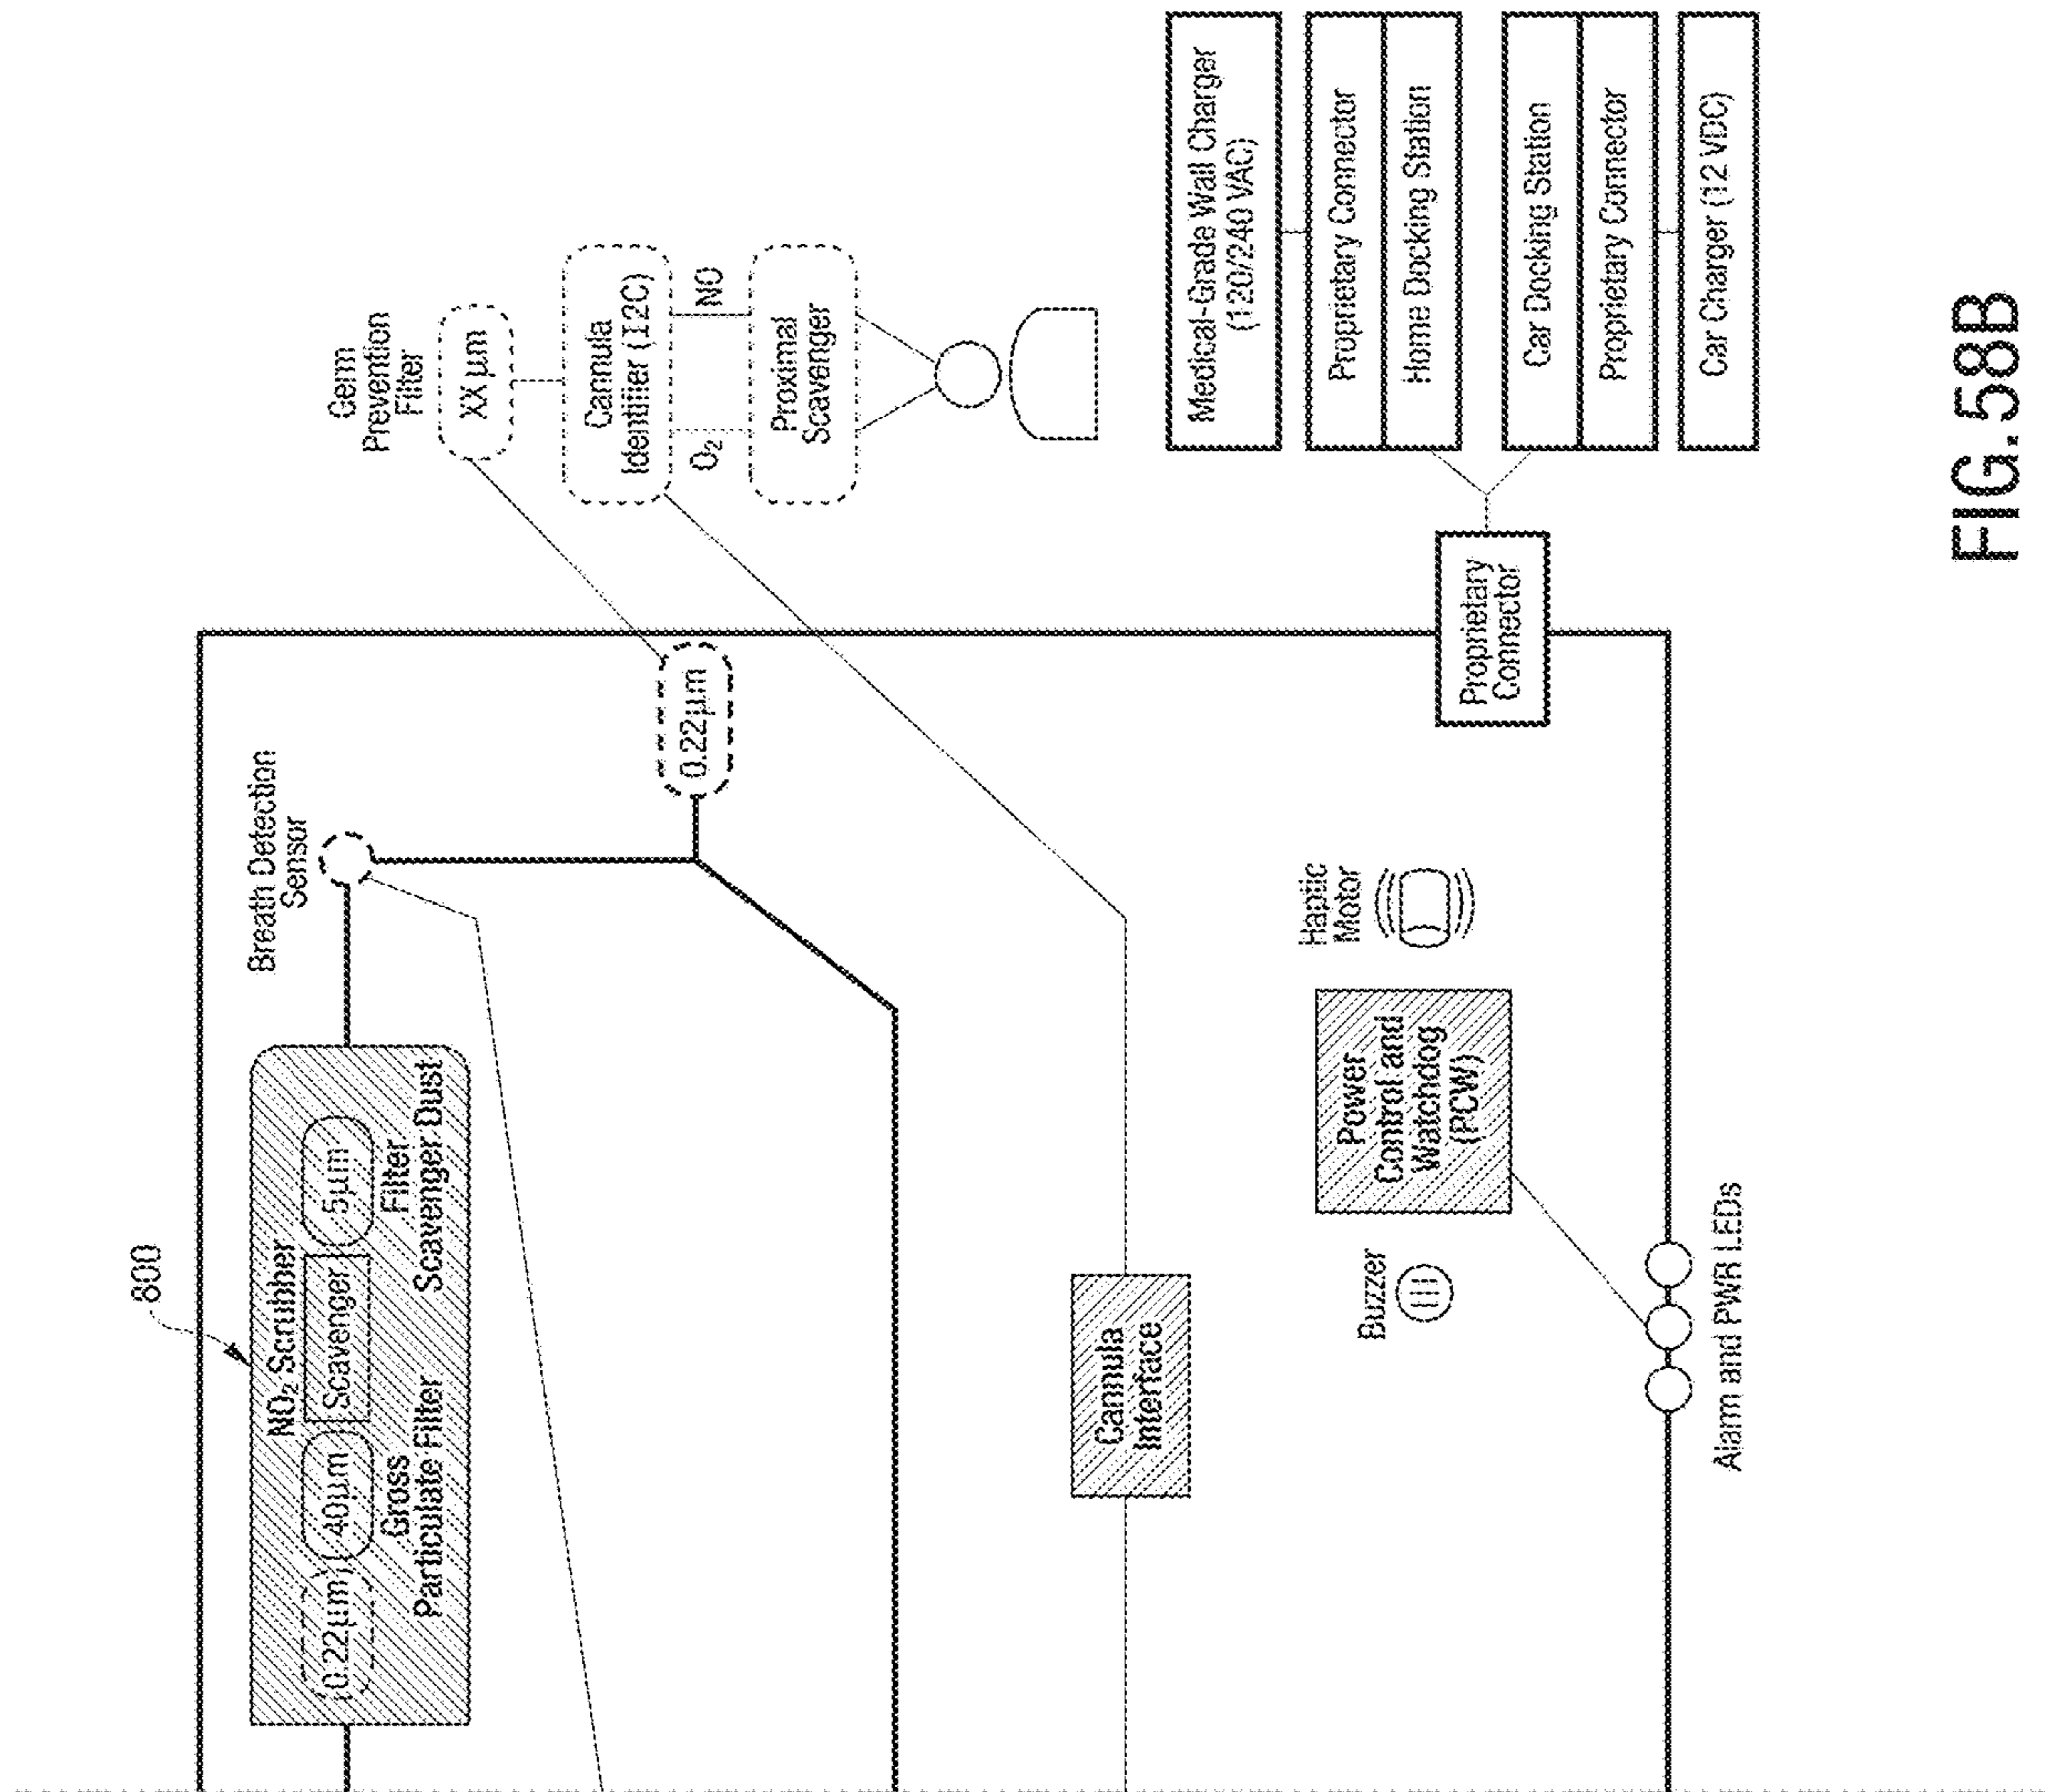 800
NO₂ Scrubber
0.22µm
40µm
Scavenger
5µm
Gross
Particulate Filter
Filter
Scavenger Dust
Breath Detection
Sensor
0.22µm
Germ
Prevention
Filter
XX µm
Cannula
Identifier (I2C)
O₂
NO
Proximal
Scavenger
Cannula
Interface
Buzzer
Power
Control and
Watchdog
(PCW)
Haptic
Motor
Alarm and PWR LEDs
Proprietary
Connector
Medical-Grade Wall Charger
(120/240 VAC)
Proprietary Connector
Home Docking Station
Car Docking Station
Proprietary Connector
Car Charger (12 VDC)
FIG.58B